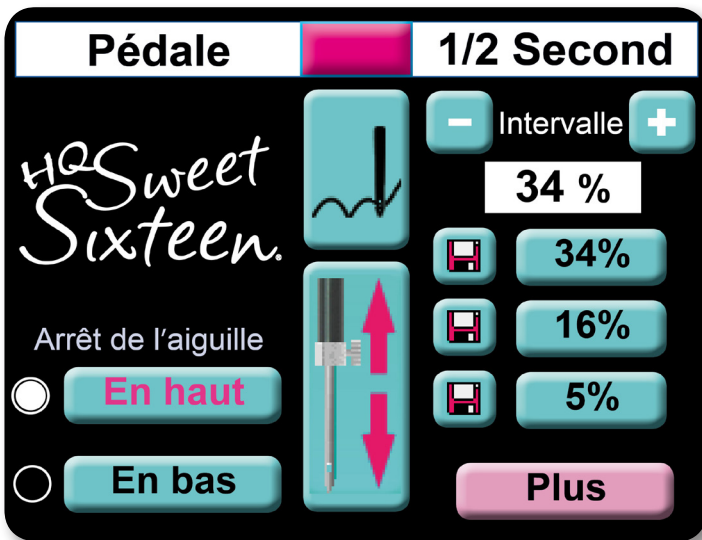 Pédale
1/2 Second
- Intervalle +
34 %
HQ Sweet
Sixteen.
34%
16%
5%
Arrêt de l'aiguille
En haut
En bas
Plus